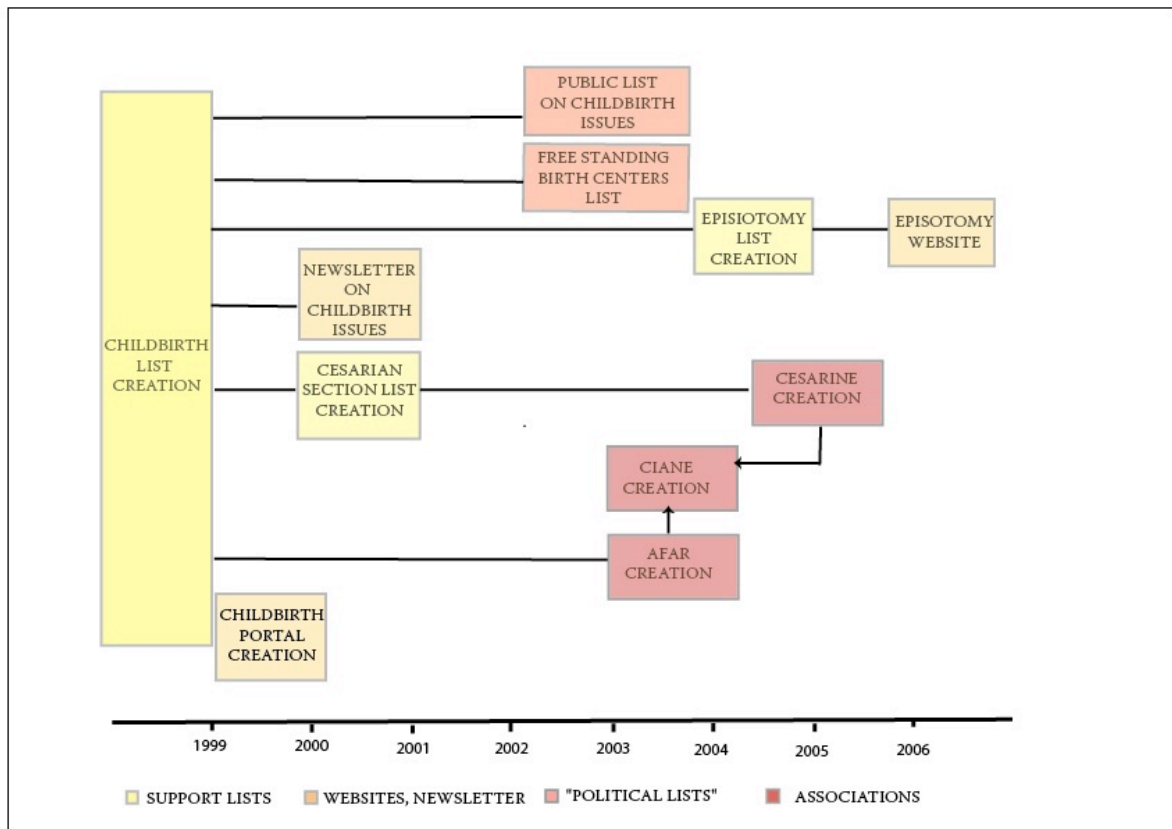 PUBLIC LIST
ON CHILDBIRTH
ISSUES
FREE STANDING
BIRTH CENTERS
LIST
EPISIOTOMY
LIST
CREATION
EPISOTOMY
WEBSITE
NEWSLETTER
ON
CHILDBIRTH
ISSUES
CHILDBIRTH
LIST
CREATION
CESARIAN
SECTION LIST
CREATION
CESARINE
CREATION
CIANE
CREATION
AFAR
CREATION
CHILDBIRTH
PORTAL
CREATION
1999 2000 2001 2002 2003 2004 2005 2006
SUPPORT LISTS WEBSITES, NEWSLETTER "POLITICAL LISTS" ASSOCIATIONS